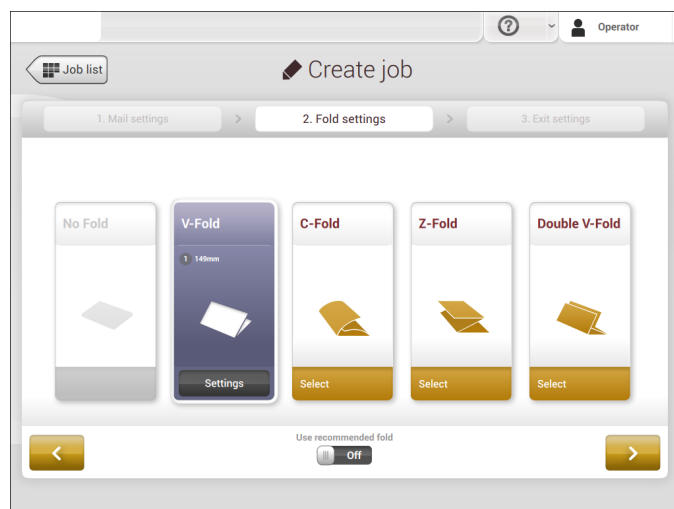 ? Operator
Job list
Create job
1. Mail settings > 2. Fold settings > 3. Exit settings
No Fold
V-Fold
C-Fold
Z-Fold
Double V-Fold
1 149mm
Settings
Select
Select
Select
Use recommended fold
Off